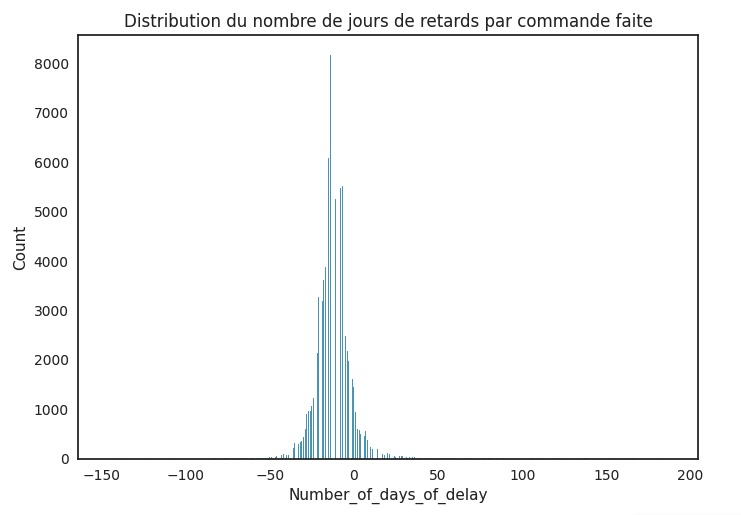 Distribution du nombre de jours de retards par commande faite
8000
7000
6000
5000
4000
3000
2000
1000
0
Count
−150 −100 −50 0 50 100 150 200
Number_of_days_of_delay